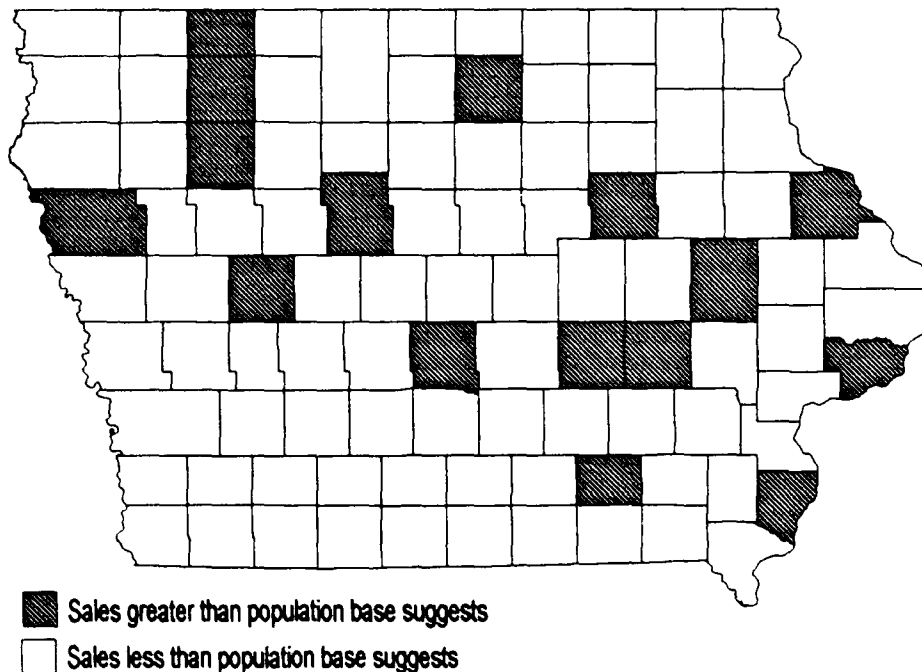 Sales greater than population base suggests
Sales less than population base suggests